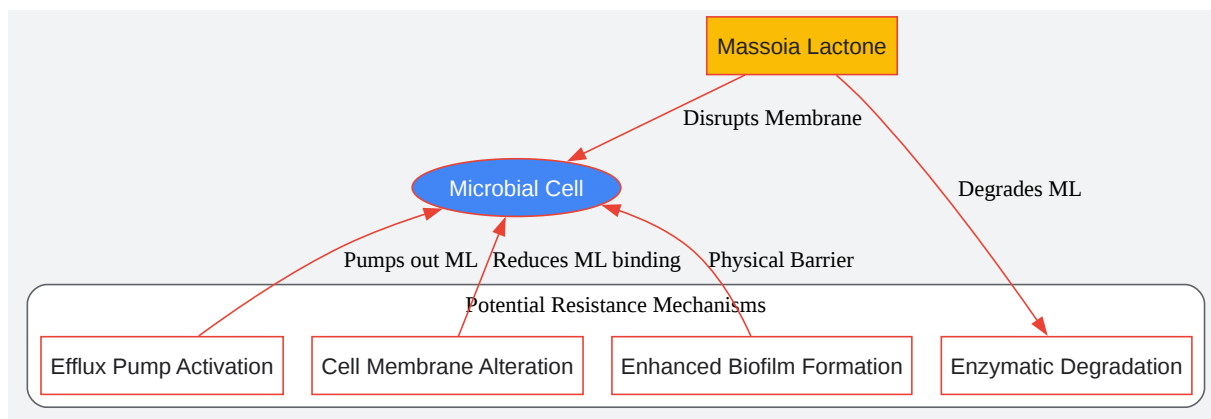 Massoia Lactone
Disrupts Membrane
Microbial Cell
Degrades ML
Pumps out ML
Reduces ML binding
Physical Barrier
Potential Resistance Mechanisms
Efflux Pump Activation
Cell Membrane Alteration
Enhanced Biofilm Formation
Enzymatic Degradation